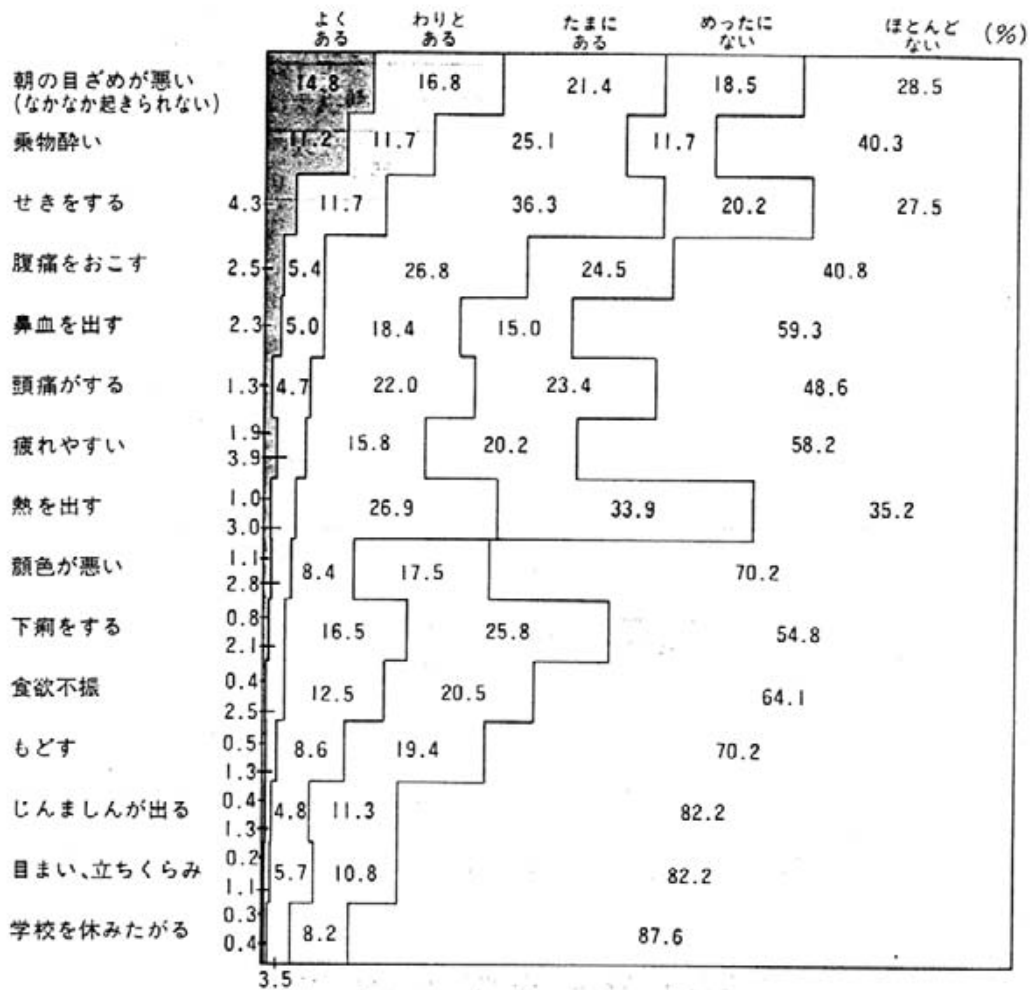 よく わりと たまに めったに ほとんど
ある ある ある ない ない (%)
朝の目ざめが悪い 14.8 16.8 21.4 18.5 28.5
(なかなか起きられない)
乗物酔い 11.2 11.7 25.1 11.7 40.3
せきをする 4.3 11.7 36.3 20.2 27.5
腹痛をおこす 2.5 5.4 26.8 24.5 40.8
鼻血を出す 2.3 5.0 18.4 15.0 59.3
頭痛がする 1.3 4.7 22.0 23.4 48.6
疲れやすい 1.9 3.9 15.8 20.2 58.2
熱を出す 1.0 3.0 26.9 33.9 35.2
顔色が悪い 1.1 2.8 8.4 17.5 70.2
下痢をする 0.8 2.1 16.5 25.8 54.8
食欲不振 0.4 2.5 12.5 20.5 64.1
もどす 0.5 1.3 8.6 19.4 70.2
じんましんが出る 0.4 1.3 4.8 11.3 82.2
目まい、立ちくらみ 0.2 1.1 5.7 10.8 82.2
学校を休みたがる 0.3 0.4 8.2 87.6
3.5